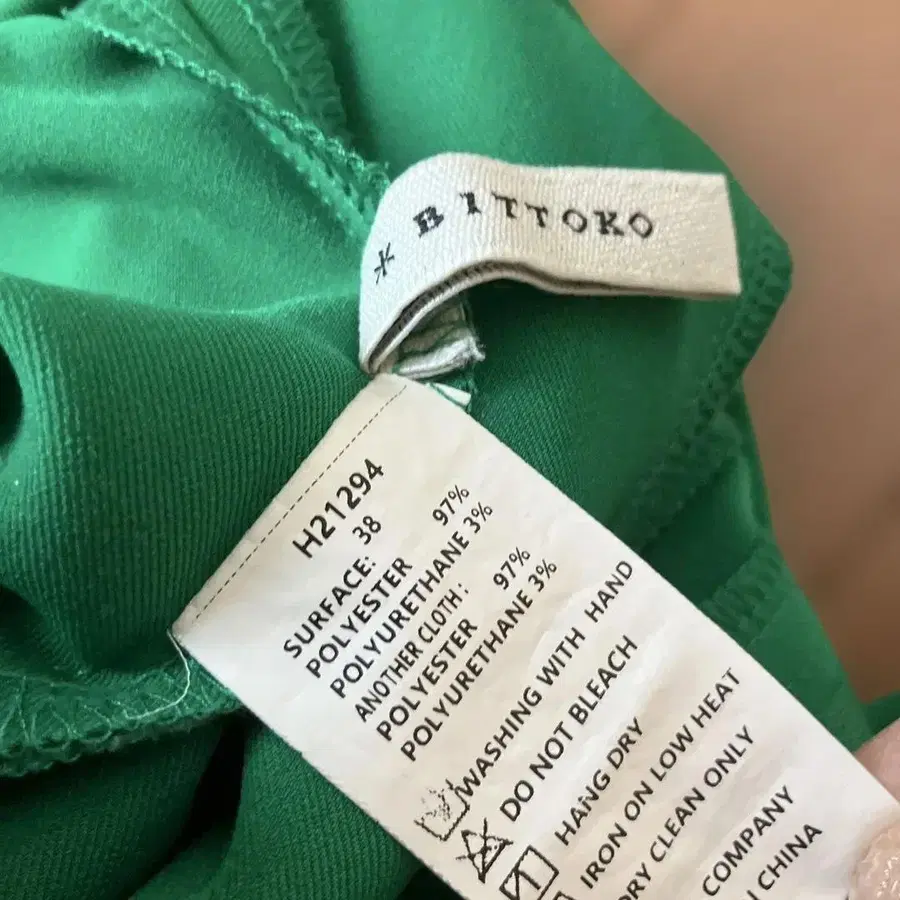 * BITTOKO
H21294
38
SURFACE:
POLYESTER 97%
POLYURETHANE 3%
ANOTHER CLOTH:
POLYESTER 97%
POLYURETHANE 3%
WASHING WITH HAND
DO NOT BLEACH
HANG DRY
IRON ON LOW HEAT
CLEAN ONLY
COMPANY
CHINA